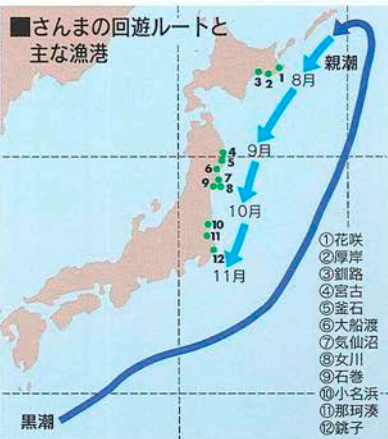 ■さんまの回遊ルートと
主な漁港
親潮
8月
3 2 1
9月
4
5
6
7
9 8
10月
10
11
12
11月
①花咲
②厚岸
③釧路
④宮古
⑤釜石
⑥大船渡
⑦気仙沼
⑧女川
⑨石巻
⑩小名浜
⑪那珂湊
⑫銚子
黒潮